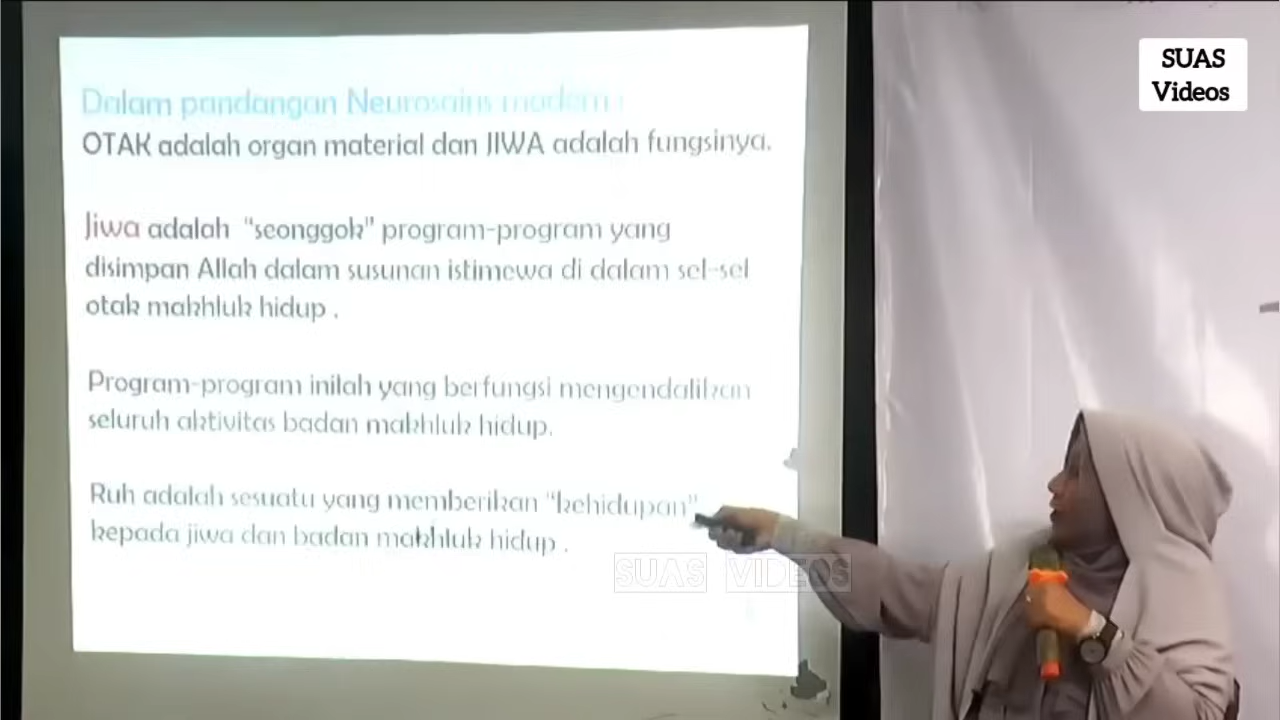 SUAS
Videos
Dalam pandangan Neurosains modern :
OTAK adalah organ material dan JIWA adalah fungsinya.
Jiwa adalah "seonggok" program-program yang
disimpan Allah dalam susunan istimewa di dalam sel-sel
otak makhluk hidup .
Program-program inilah yang berfungsi mengendalikan
seluruh aktivitas badan makhluk hidup.
Ruh adalah sesuatu yang memberikan "kehidupan"
kepada jiwa dan badan makhluk hidup .
SUAS VIDEOS